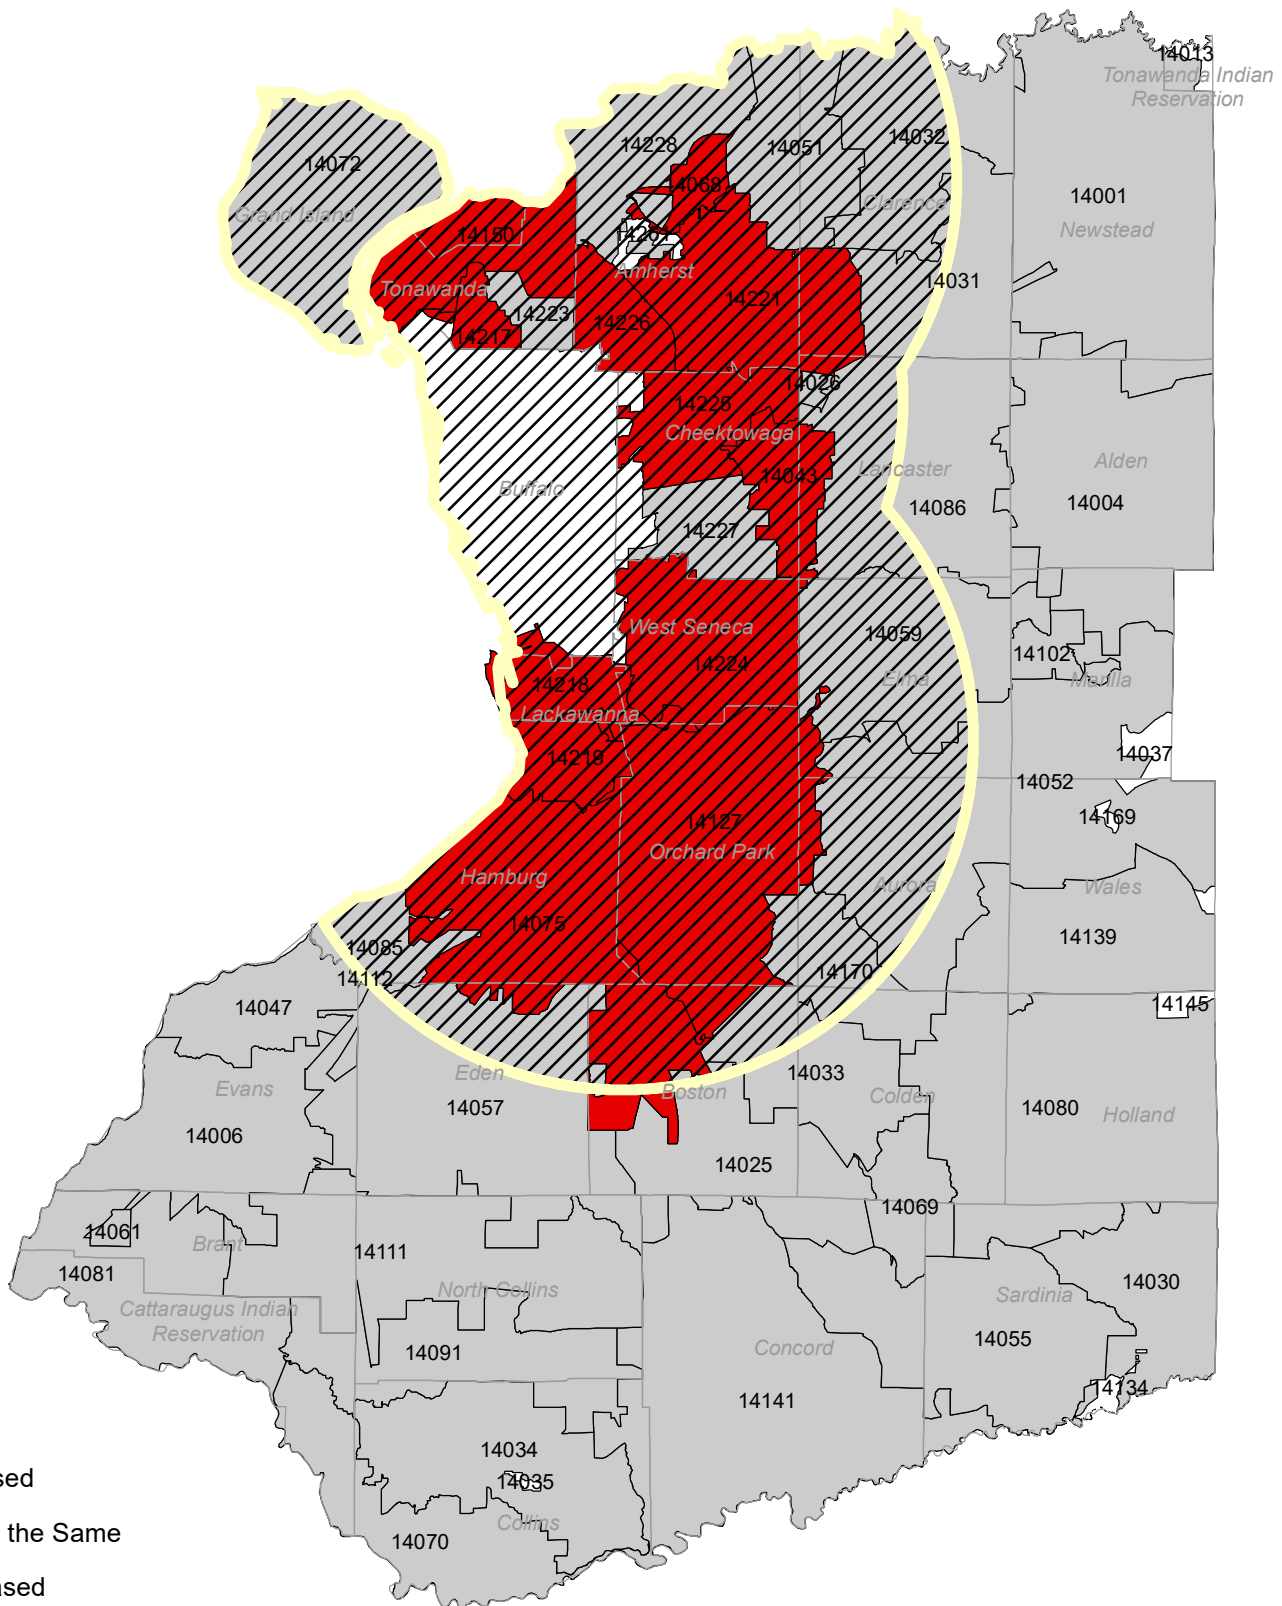 14013
Tonawanda Indian
Reservation
14032
14228
14051
14072
14068
14001
Clarence
Grand Island
Newstead
14150
14261
Amherst
14031
Tonawanda
14221
14223
14226
14217
14026
14225
Cheektowaga
Alden
Lancaster
14043
Buffalo
14004
14086
14227
West Seneca
14059
14102
14224
Elma
Marilla
14218
Lackawanna
14037
14219
14052
14169
14127
Orchard Park
Hamburg
Aurora
Wales
14075
14139
14085
14170
14112
14145
14047
Eden
14033
Evans
Boston
Colden
14057
14080
Holland
14006
14025
14069
14061
Brant
14111
14081
14030
North Collins
Sardinia
Cattaraugus Indian
Reservation
14055
Concord
14091
14134
14141
14034
sed
14035
Collins
the Same
14070
ased